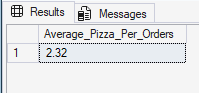 Results Messages
Average_Pizza_Per_Orders
1 2.32